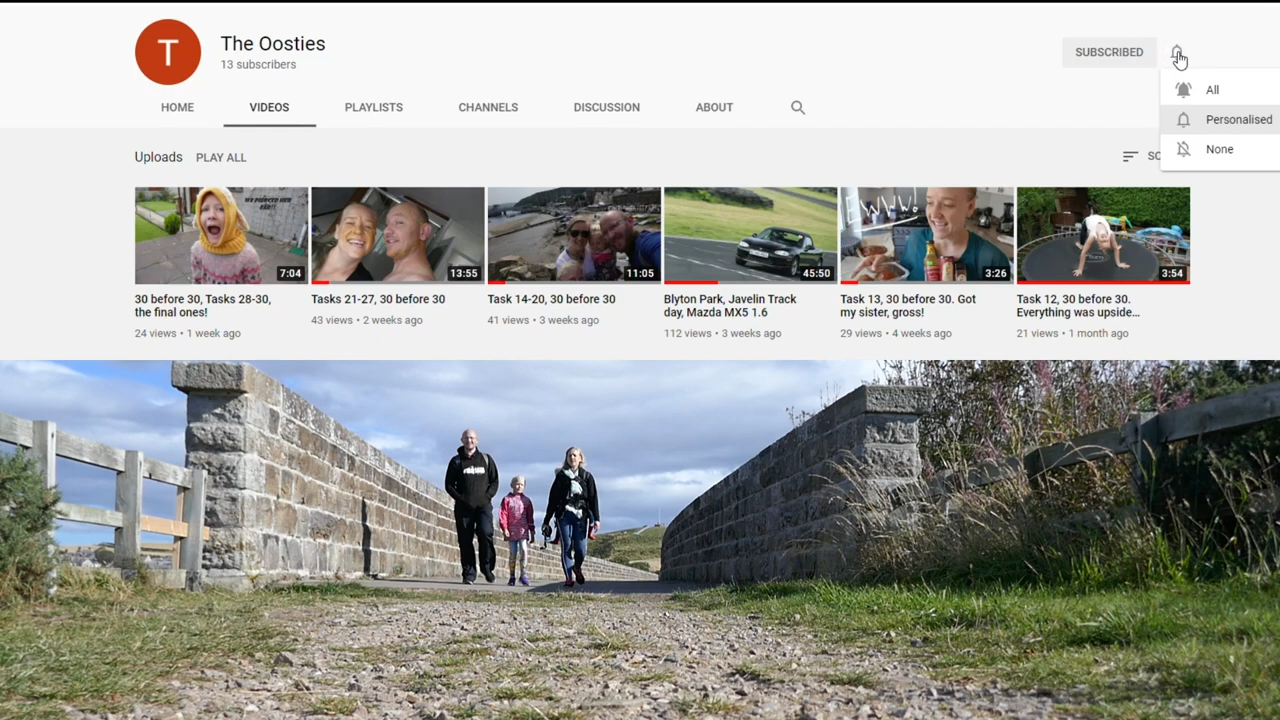 T
The Oosties
13 subscribers
SUBSCRIBED
HOME
VIDEOS
PLAYLISTS
CHANNELS
DISCUSSION
ABOUT
All
Personalised
None
Uploads
PLAY ALL
WE PIERCED HER
EAR!!
7:04
13:55
11:05
45:50
3:26
3:54
30 before 30, Tasks 28-30,
the final ones!
24 views • 1 week ago
Tasks 21-27, 30 before 30
43 views • 2 weeks ago
Task 14-20, 30 before 30
41 views • 3 weeks ago
Blyton Park, Javelin Track
day, Mazda MX5 1.6
112 views • 3 weeks ago
Task 13, 30 before 30. Got
my sister, gross!
29 views • 4 weeks ago
Task 12, 30 before 30.
Everything was upside...
21 views • 1 month ago